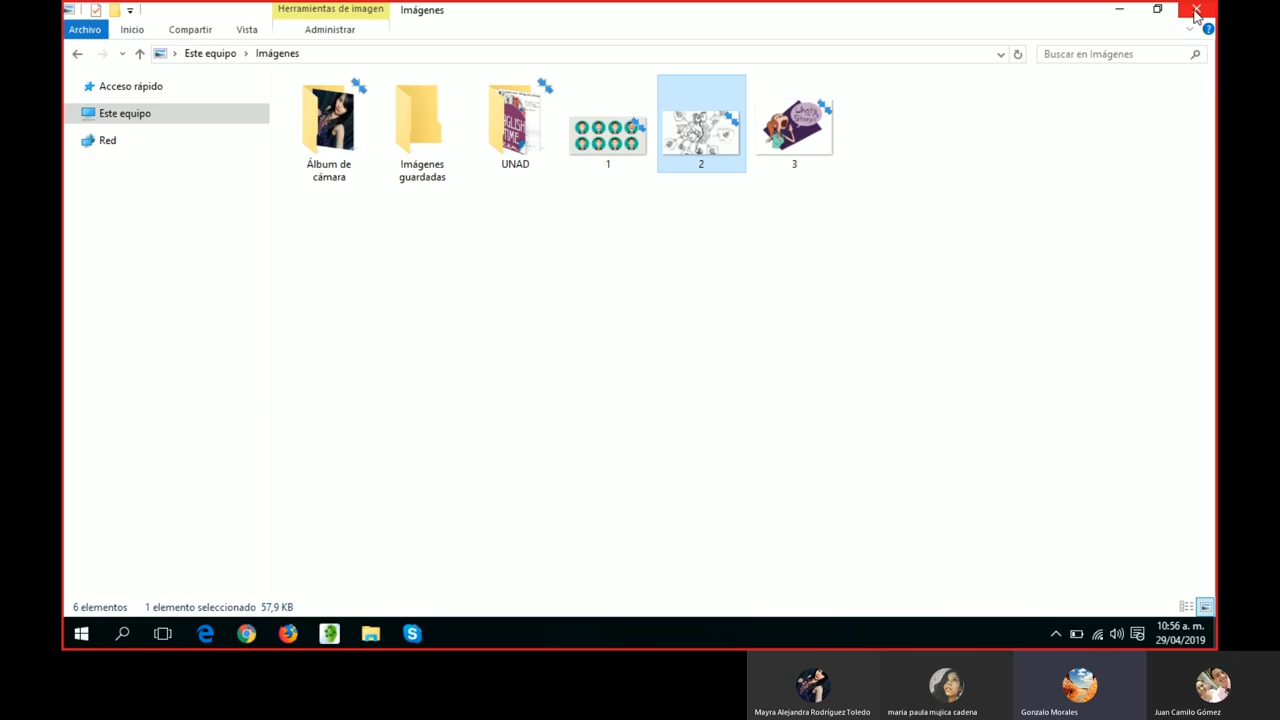 Herramientas de imagen
Imágenes
Archivo
Inicio
Compartir
Vista
Administrar
Este equipo
Imágenes
Buscar en Imágenes
Acceso rápido
Este equipo
Red
Álbum de
cámara
Imágenes
guardadas
UNAD
1
2
3
6 elementos
1 elemento seleccionado 57,9 KB
10:56 a. m.
29/04/2019
Mayra Alejandra Rodríguez Toledo
maria paula mujica cadena
Gonzalo Morales
Juan Camilo Gómez